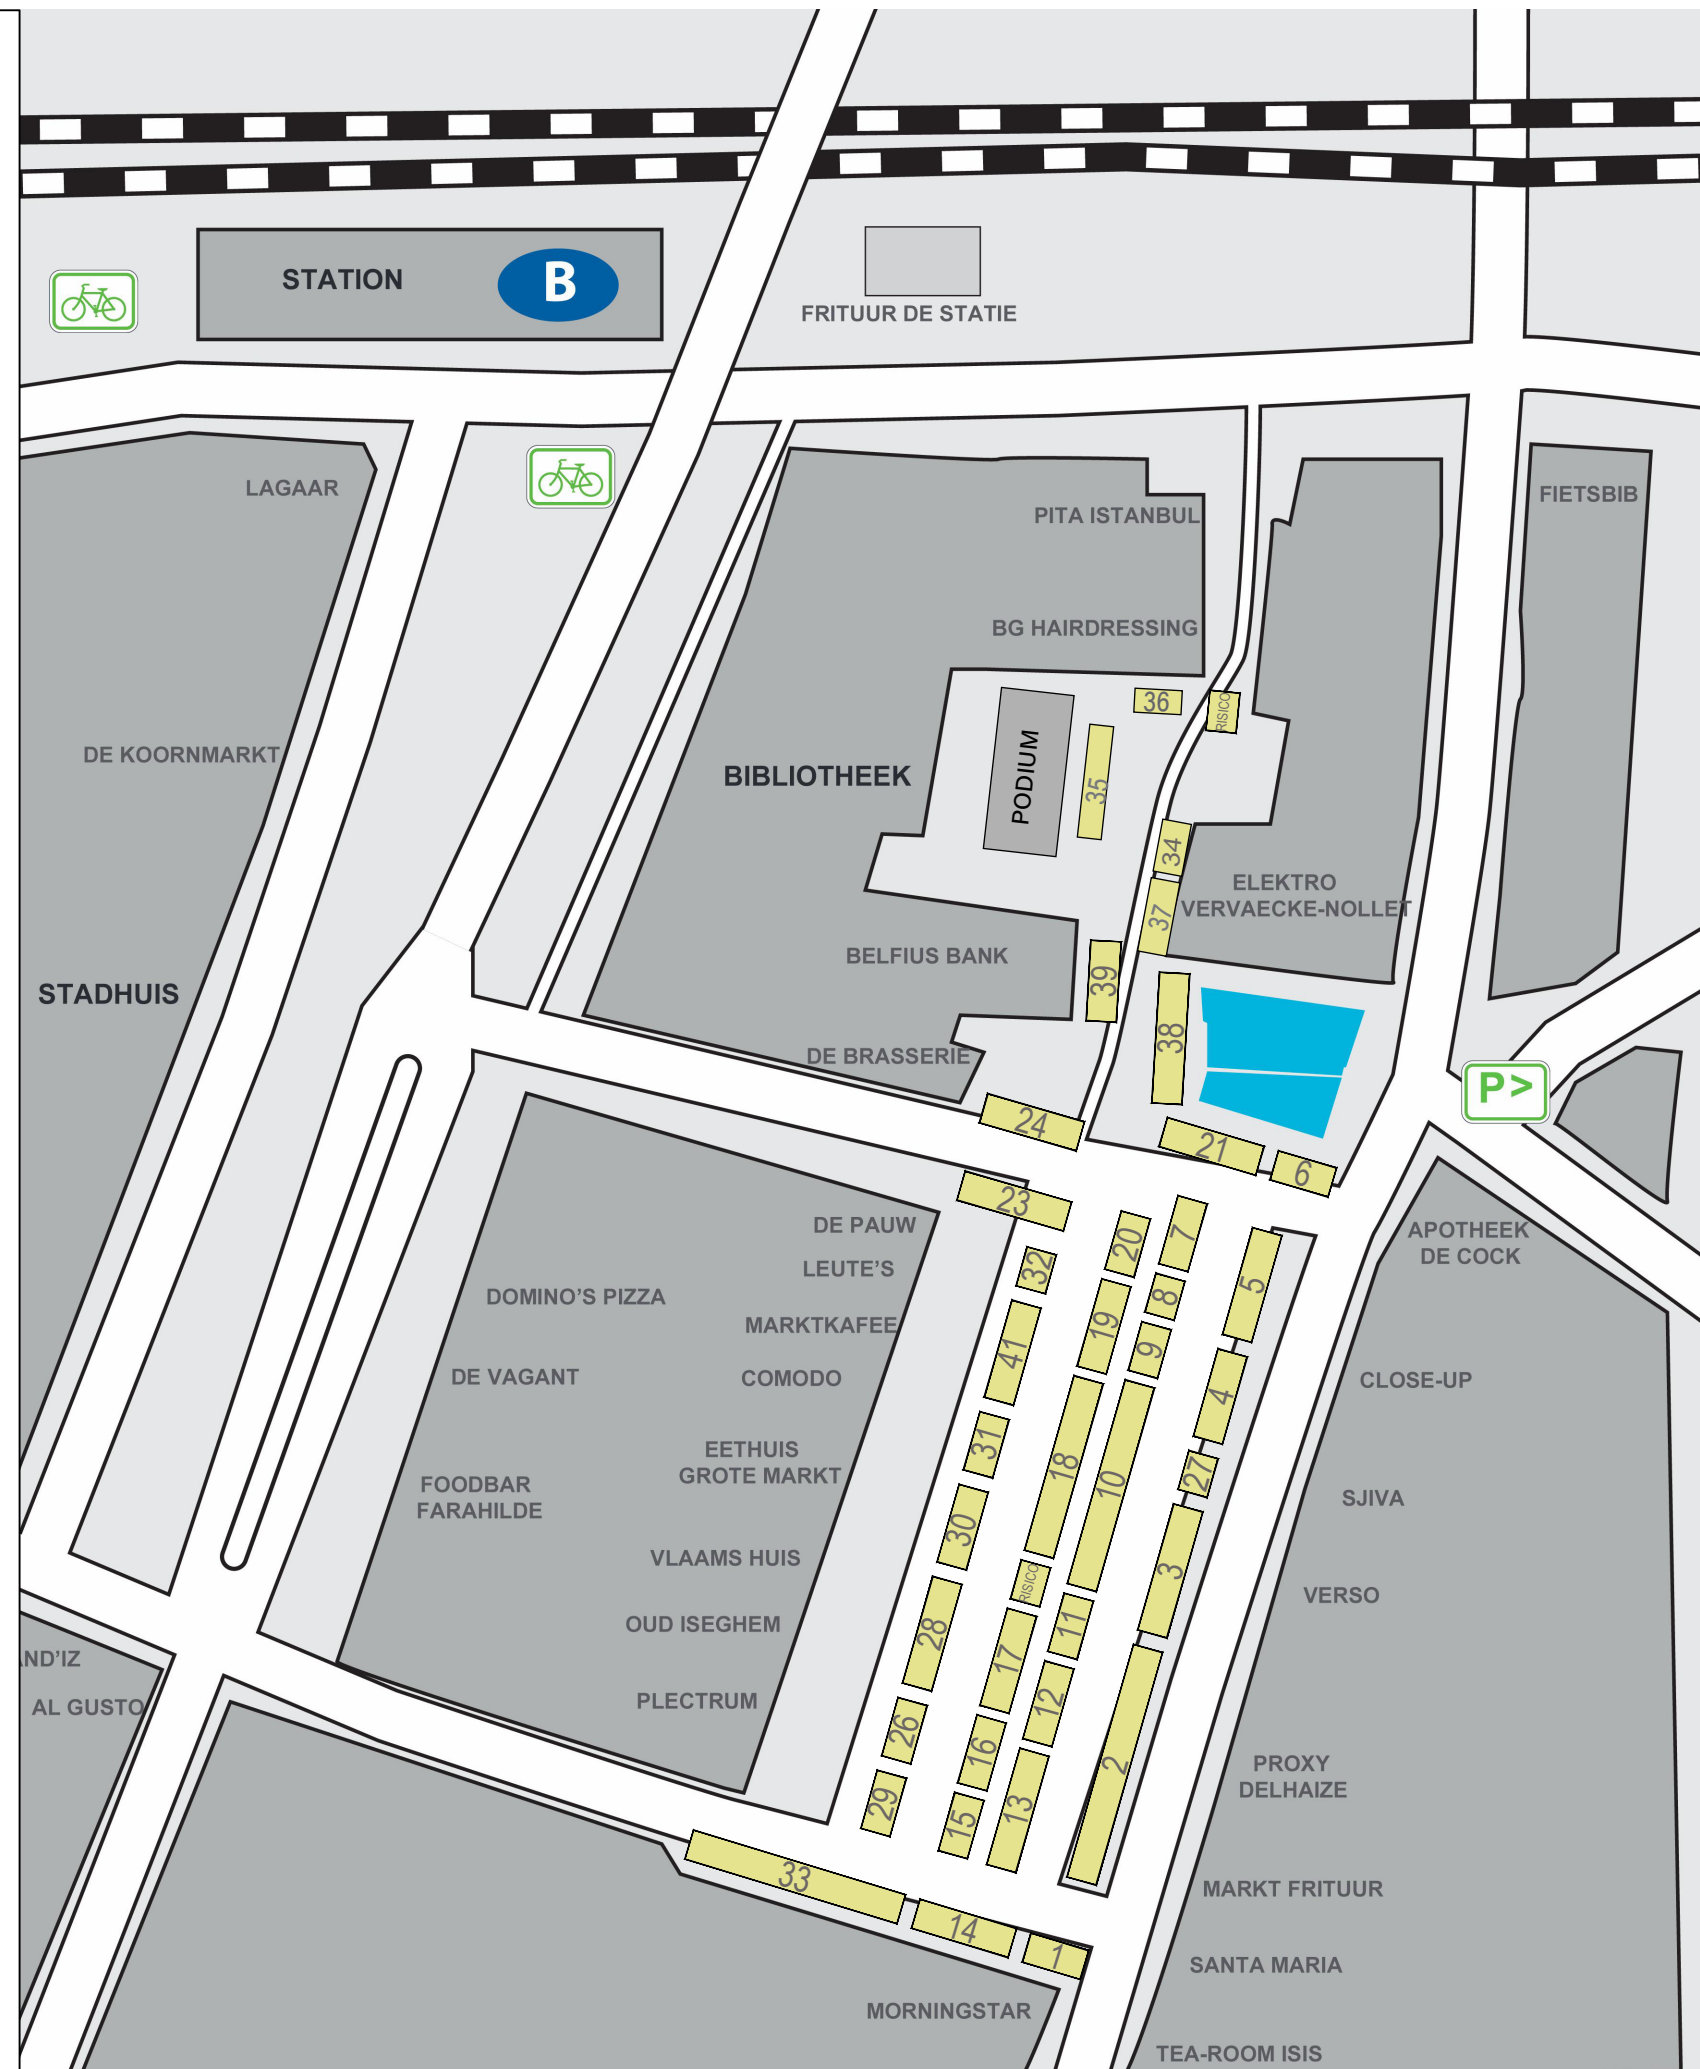 STATION
B
FRITUUR DE STATIE
LAGAAR
PITA ISTANBUL
FIETSBIB
BG HAIRDRESSING
36
RISICO
DE KOORNMARKT
BIBLIOTHEEK
PODIUM
35
34
ELEKTRO
VERVAECKE-NOLLET
37
BELFIUS BANK
39
STADHUIS
38
DE BRASSERIE
P>
24
21
6
23
DE PAUW
20
7
APOTHEEK
DE COCK
LEUTE'S
32
8
5
DOMINO'S PIZZA
MARKTKAFEE
19
9
41
DE VAGANT
COMODO
4
CLOSE-UP
EETHUIS
GROTE MARKT
31
18
10
27
FOODBAR
FARAHILDE
SJIVA
30
VLAAMS HUIS
RISICO
3
VERSO
OUD ISEGHEM
28
11
17
AND'IZ
AL GUSTO
PLECTRUM
12
26
16
2
PROXY
DELHAIZE
29
15
13
33
MARKT FRITUUR
14
1
SANTA MARIA
MORNINGSTAR
TEA-ROOM ISIS